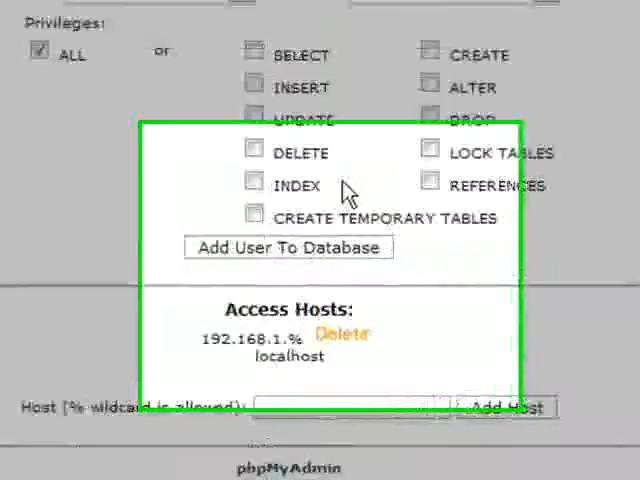 Privileges:
ALL or SELECT CREATE
INSERT ALTER
UPDATE DROP
DELETE LOCK TABLES
INDEX REFERENCES
CREATE TEMPORARY TABLES
Add User To Database
Access Hosts:
192.168.1.% Delete
localhost
Host (% wildcard is allowed): Add Host
phpMyAdmin